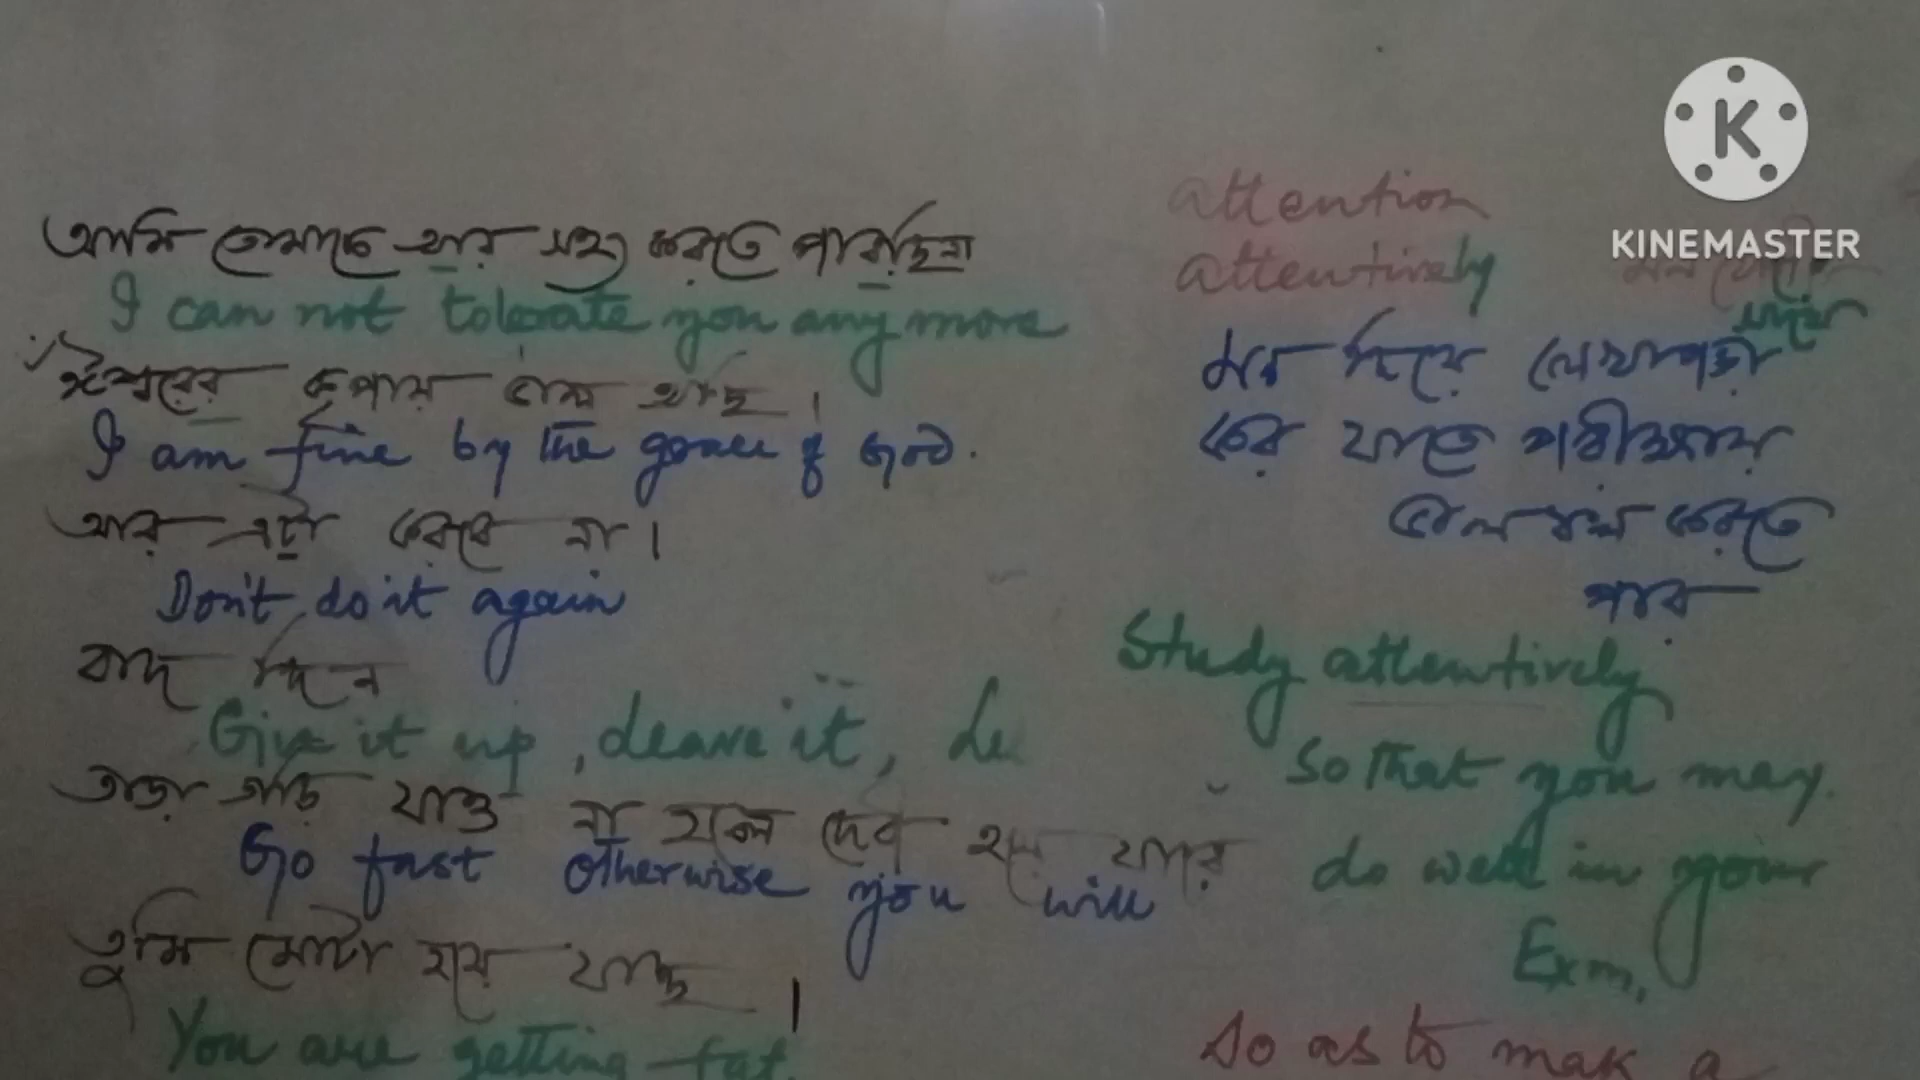 আমি তোমাকে আর সহ্য করতে পারছি না
I can not tolerate you any more
ঈশ্বরের কৃপায় ভাল আছি।
I am fine by the grace of God.
আর এটা করবে না।
Don't do it again
বাদ দিন
Give it up, leave it, Le
তাড়া তাড়ি যাও না হলে দেরি হয়ে যাবে
Go fast otherwise you will
তুমি মোটা হয়ে যাচ্ছ।
You are getting fat.
attention
attentively
মন দিয়ে লেখাপড়া
কর যাতে পরীক্ষায়
ভাল ফল করতে
পার
Study attentively
So that you may
do well in your
Exm.
So as to mak a
KINEMASTER